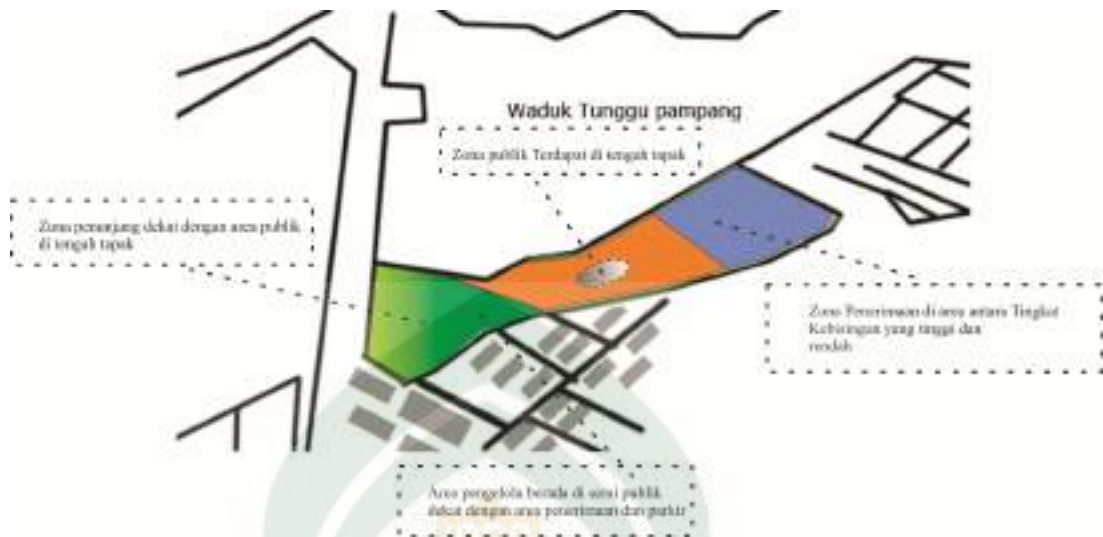 Waduk Tunggu pampang
Zona publik Terdapat di tengah tapak
Zona penunjang dekat dengan area publik
di tengah tapak
Zona Penerimaan di area antara Tingkat
Kebisingan yang tinggi dan
rendah
Area pengelola berada di semi publik
dekat dengan area penerimaan dan parkir